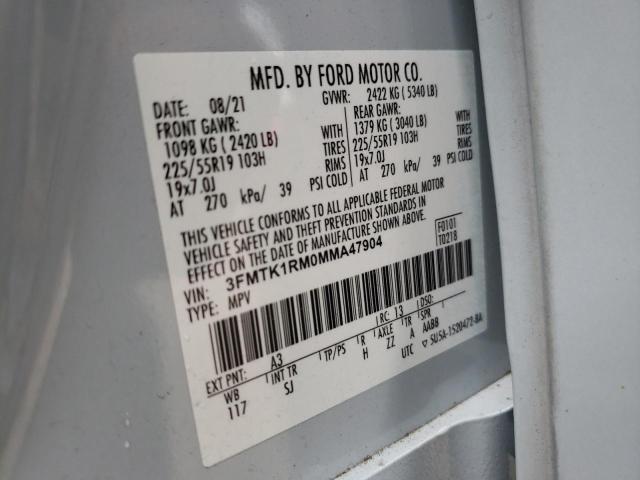 MFD. BY FORD MOTOR CO.
DATE: 08/21 GVWR: 2422 KG ( 5340 LB)
FRONT GAWR: REAR GAWR:
1098 KG ( 2420 LB) WITH 1379 KG ( 3040 LB) WITH
225/55R19 103H TIRES 225/55R19 103H TIRES
19x7.0J RIMS 19x7.0J RIMS
AT 270 kPa/ 39 PSI COLD AT 270 kPa/ 39 PSI COLD
THIS VEHICLE CONFORMS TO ALL APPLICABLE FEDERAL MOTOR
VEHICLE SAFETY AND THEFT PREVENTION STANDARDS IN
EFFECT ON THE DATE OF MANUFACTURE SHOWN ABOVE.
VIN: 3FMTK1RM0MMA47904 F0101
TYPE: MPV T0218
EXT PNT: A3 RC: 13 DSO:
WB INT TR TP/PS R AXLE TR SPR
117 SJ H ZZ A AABB
UTC SU5A-1520472-BA